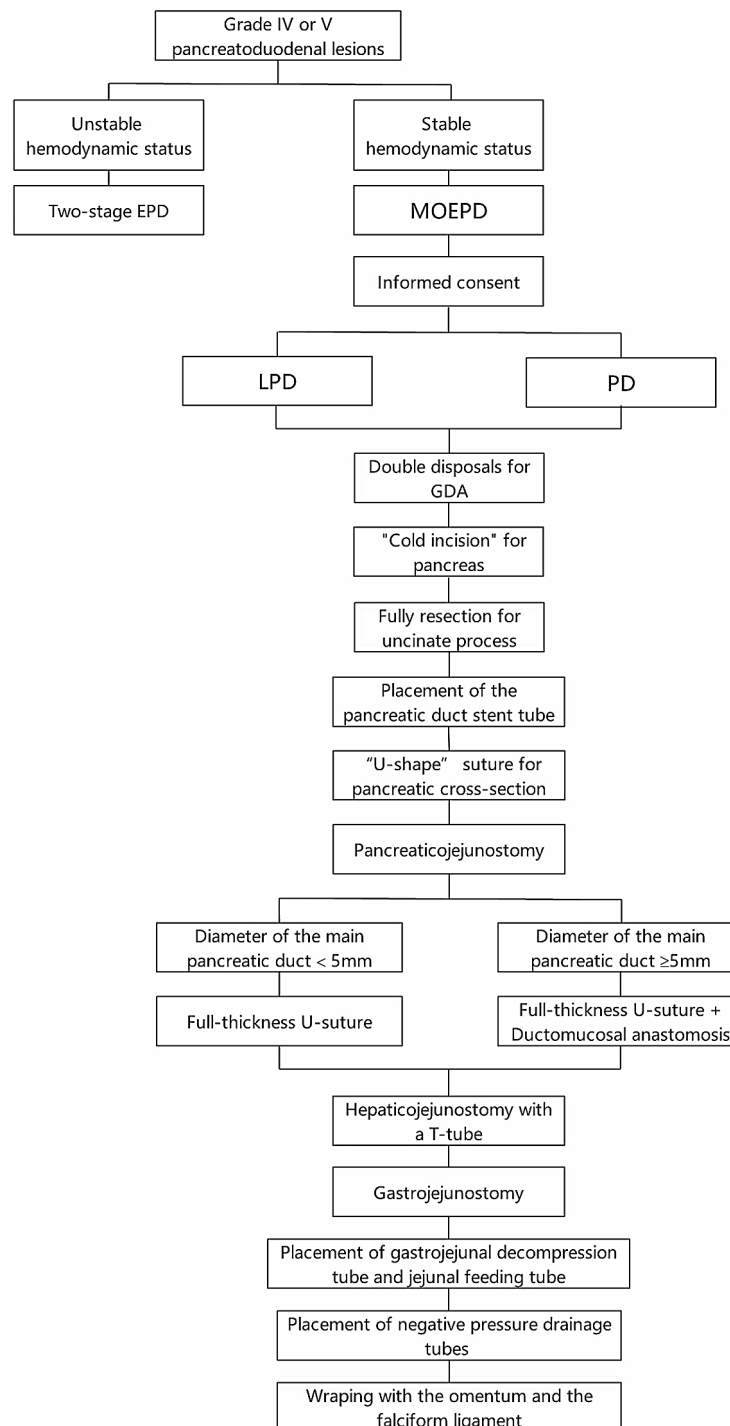 Grade IV or V
pancreatoduodenal lesions
Unstable
hemodynamic status
Stable
hemodynamic status
Two-stage EPD
MOEPD
Informed consent
LPD
PD
Double disposals for
GDA
"Cold incision" for
pancreas
Fully resection for
uncinate process
Placement of the
pancreatic duct stent tube
“U-shape” suture for
pancreatic cross-section
Pancreaticojejunostomy
Diameter of the main
pancreatic duct < 5mm
Diameter of the main
pancreatic duct ≥5mm
Full-thickness U-suture
Full-thickness U-suture +
Ductomucosal anastomosis
Hepaticojejunostomy with
a T-tube
Gastrojejunostomy
Placement of gastrojejunal decompression
tube and jejunal feeding tube
Placement of negative pressure drainage
tubes
Wraping with the omentum and the
falciform ligament